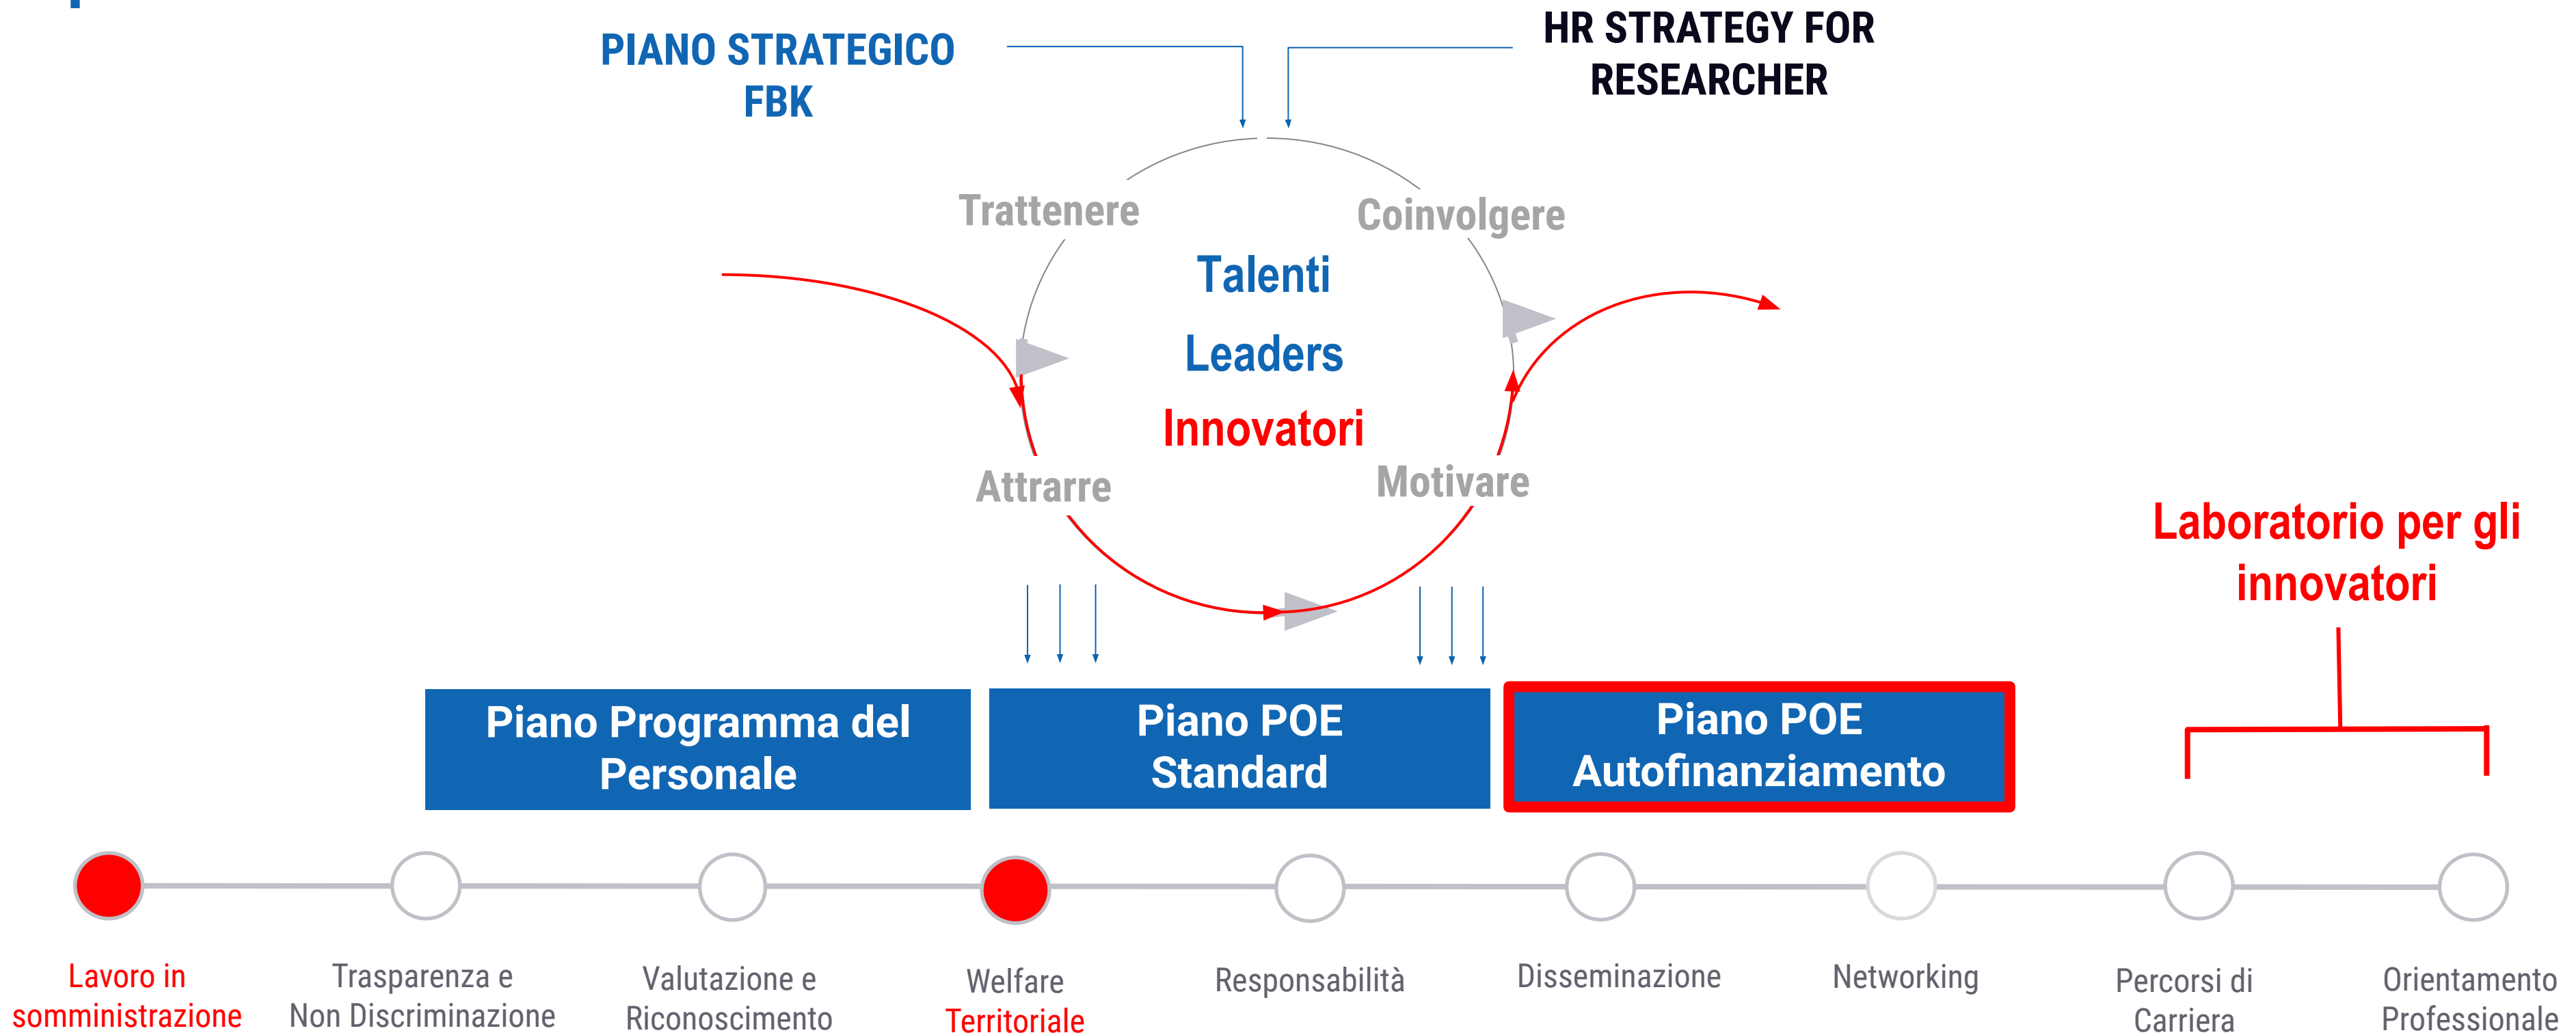 PIANO STRATEGICO
FBK
HR STRATEGY FOR
RESEARCHER
Trattenere
Coinvolgere
Talenti
Leaders
Innovatori
Attrarre
Motivare
Laboratorio per gli
innovatori
Piano Programma del
Personale
Piano POE
Standard
Piano POE
Autofinanziamento
Lavoro in
somministrazione
Trasparenza e
Non Discriminazione
Valutazione e
Riconoscimento
Welfare
Territoriale
Responsabilità
Disseminazione
Networking
Percorsi di
Carriera
Orientamento
Professionale